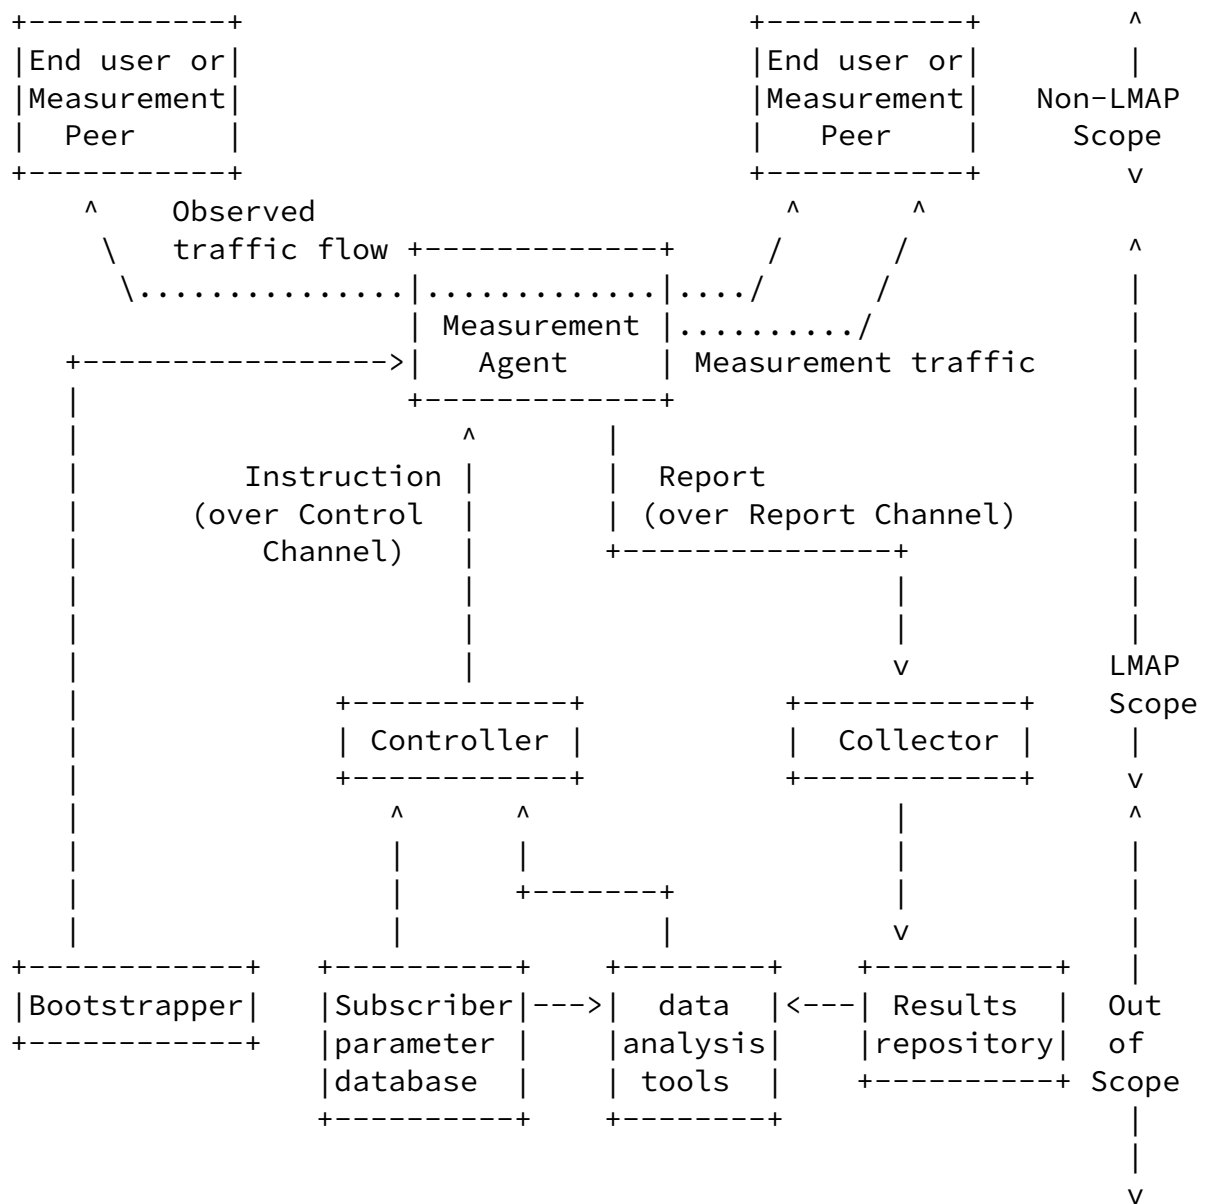 End user or End user or
Measurement Measurement Non-LMAP
Peer Peer Scope
Observed
traffic flow
Measurement
Agent Measurement traffic
Instruction Report
(over Control (over Report Channel)
Channel)
LMAP
Scope
Controller Collector
Bootstrapper Subscriber data Results Out
parameter analysis repository of
database tools Scope